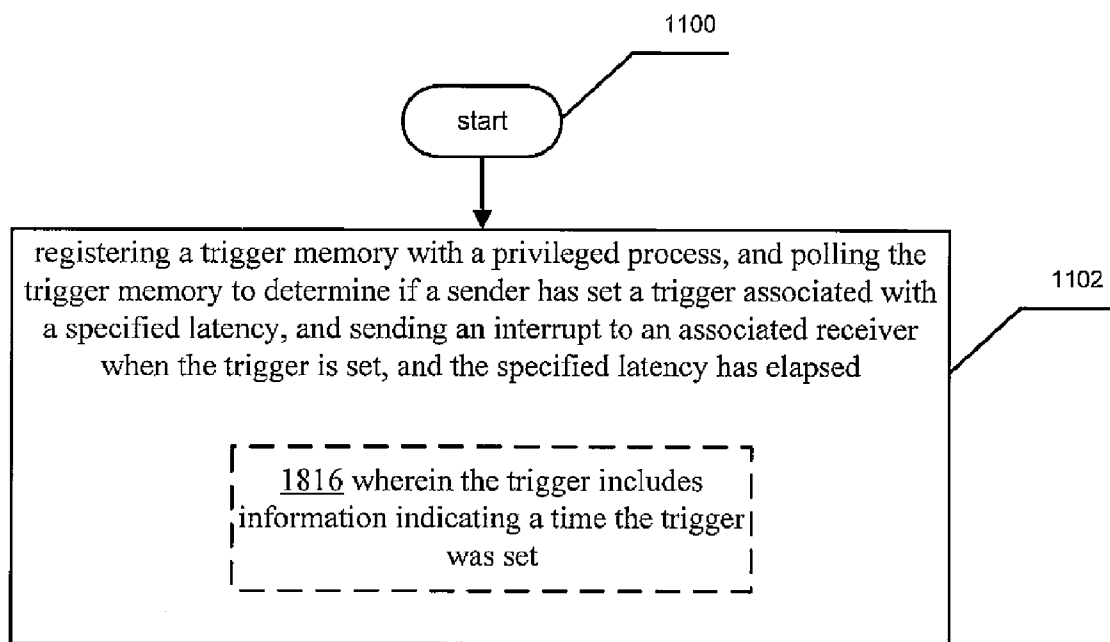 1100
start
registering a trigger memory with a privileged process, and polling the
trigger memory to determine if a sender has set a trigger associated with
a specified latency, and sending an interrupt to an associated receiver
when the trigger is set, and the specified latency has elapsed
1102
1816 wherein the trigger includes
information indicating a time the trigger
was set